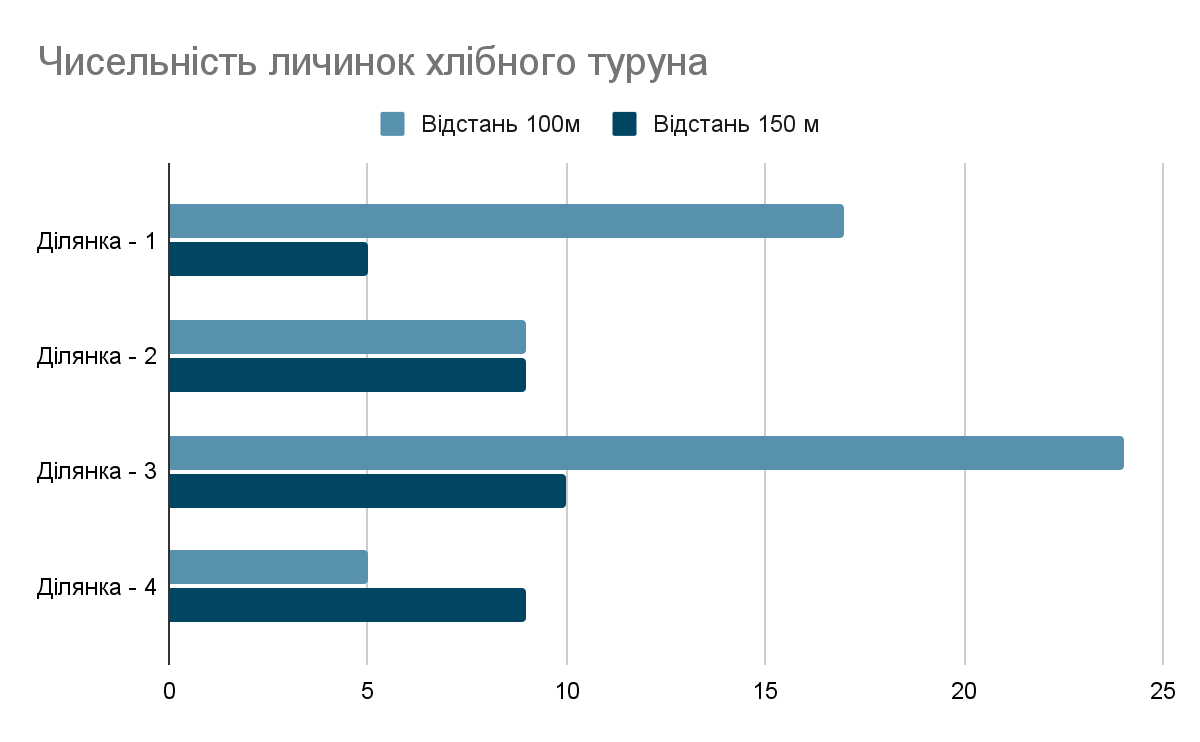 Чисельність личинок хлібного туруна
Відстань 100м Відстань 150 м
Ділянка - 1
Ділянка - 2
Ділянка - 3
Ділянка - 4
0 5 10 15 20 25